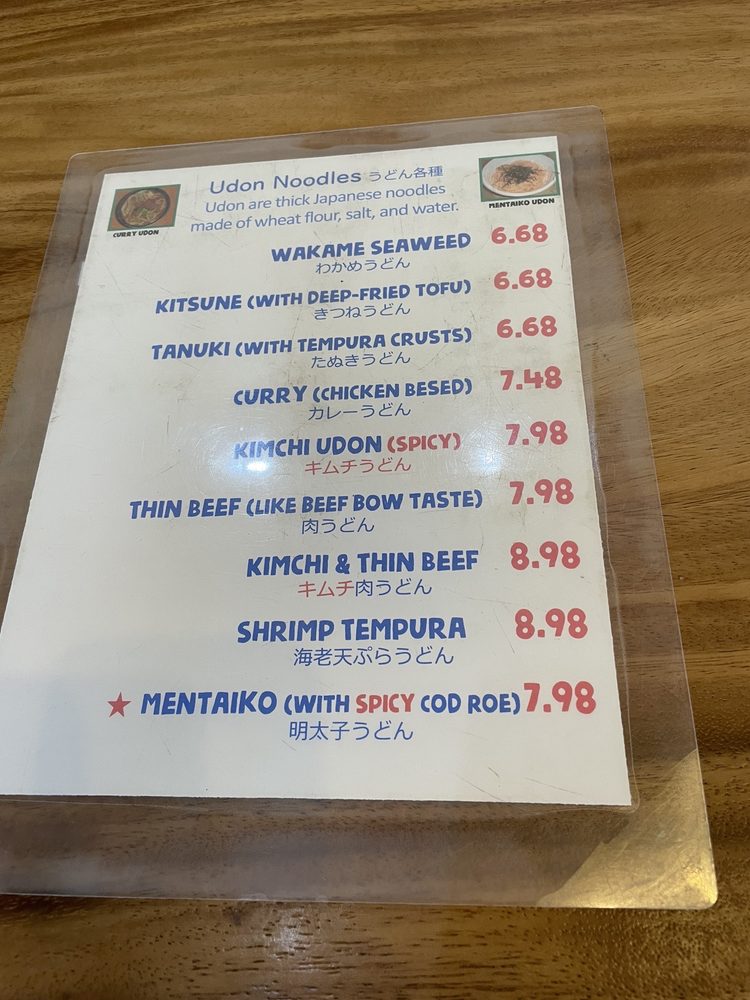 Udon Noodles うどん各種
Udon are thick Japanese noodles
made of wheat flour, salt, and water.
CURRY UDON
MENTAIKO UDON
WAKAME SEAWEED 6.68
わかめうどん
KITSUNE (WITH DEEP-FRIED TOFU) 6.68
きつねうどん
TANUKI (WITH TEMPURA CRUSTS) 6.68
たぬきうどん
CURRY (CHICKEN BESED) 7.48
カレーうどん
KIMCHI UDON (SPICY) 7.98
キムチうどん
THIN BEEF (LIKE BEEF BOW TASTE) 7.98
肉うどん
KIMCHI & THIN BEEF 8.98
キムチ肉うどん
SHRIMP TEMPURA 8.98
海老天ぷらうどん
★ MENTAIKO (WITH SPICY COD ROE) 7.98
明太子うどん